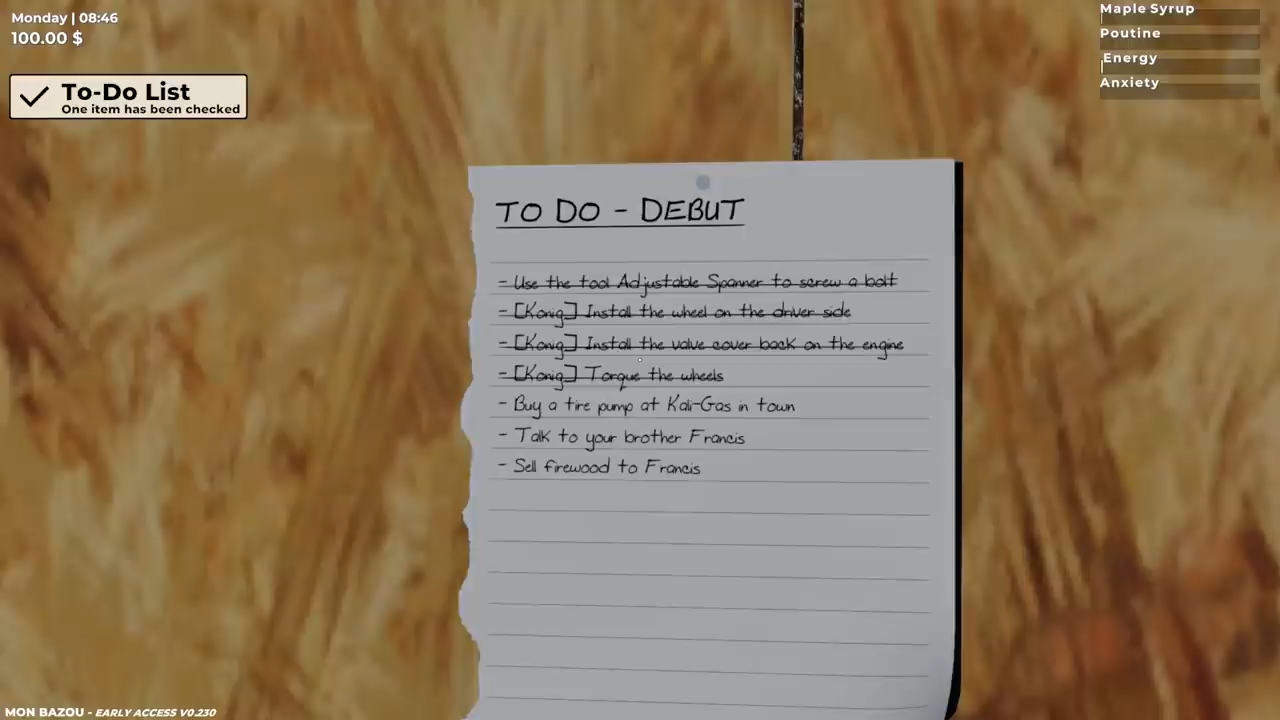 Monday | 08:46
100.00 $
To-Do List
One item has been checked
Maple Syrup
Poutine
Energy
Anxiety
TO DO - DEBUT
- Use the tool Adjustable Spanner to screw a bolt
- [Konig] Install the wheel on the driver side
- [Konig] Install the valve cover back on the engine
- [Konig] Torque the wheels
- Buy a tire pump at Kali-Gas in town
- Talk to your brother Francis
- Sell firewood to Francis
MON BAZOU - EARLY ACCESS V0.230